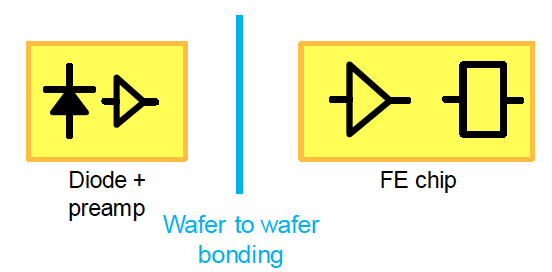 Diode +
preamp
Wafer to wafer
bonding
FE chip